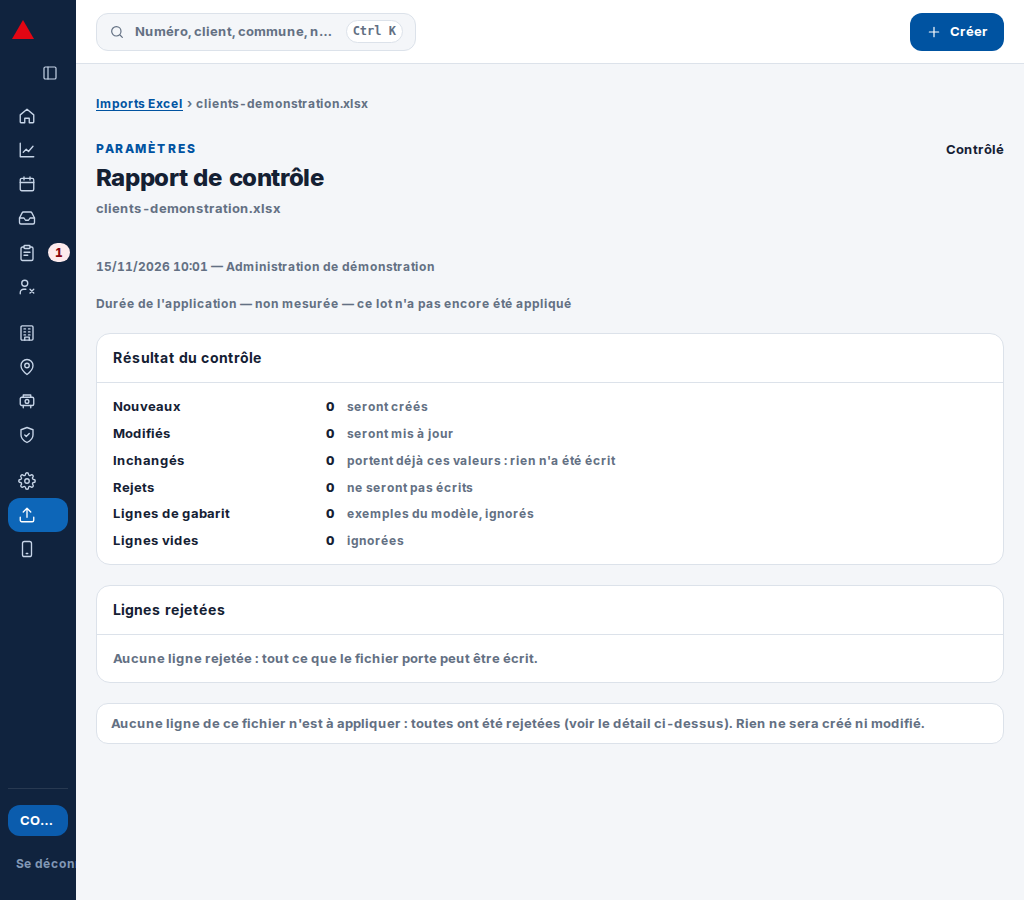 Numéro, client, commune, n… Ctrl K
Créer
Imports Excel › clients-demonstration.xlsx
PARAMÈTRES
Contrôlé
Rapport de contrôle
clients-demonstration.xlsx
1
15/11/2026 10:01 — Administration de démonstration
Durée de l'application — non mesurée — ce lot n'a pas encore été appliqué
Résultat du contrôle
Nouveaux 0 seront créés
Modifiés 0 seront mis à jour
Inchangés 0 portent déjà ces valeurs : rien n'a été écrit
Rejets 0 ne seront pas écrits
Lignes de gabarit 0 exemples du modèle, ignorés
Lignes vides 0 ignorées
Lignes rejetées
Aucune ligne rejetée : tout ce que le fichier porte peut être écrit.
Aucune ligne de ce fichier n'est à appliquer : toutes ont été rejetées (voir le détail ci-dessus). Rien ne sera créé ni modifié.
CO…
Se décon